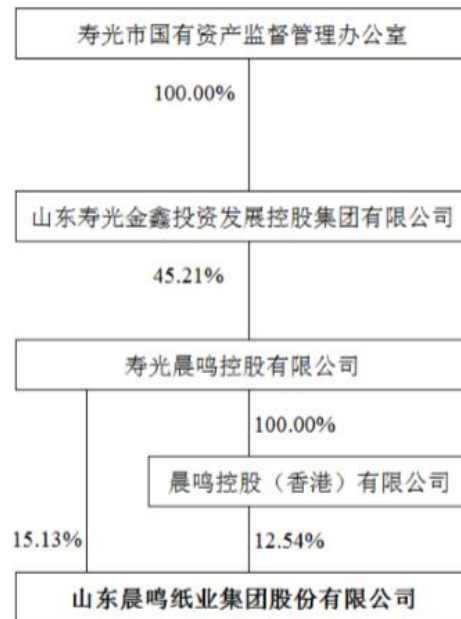 寿光市国有资产监督管理办公室
100.00%
山东寿光金鑫投资发展控股集团有限公司
45.21%
寿光晨鸣控股有限公司
100.00%
晨鸣控股（香港）有限公司
15.13%
12.54%
山东晨鸣纸业集团股份有限公司